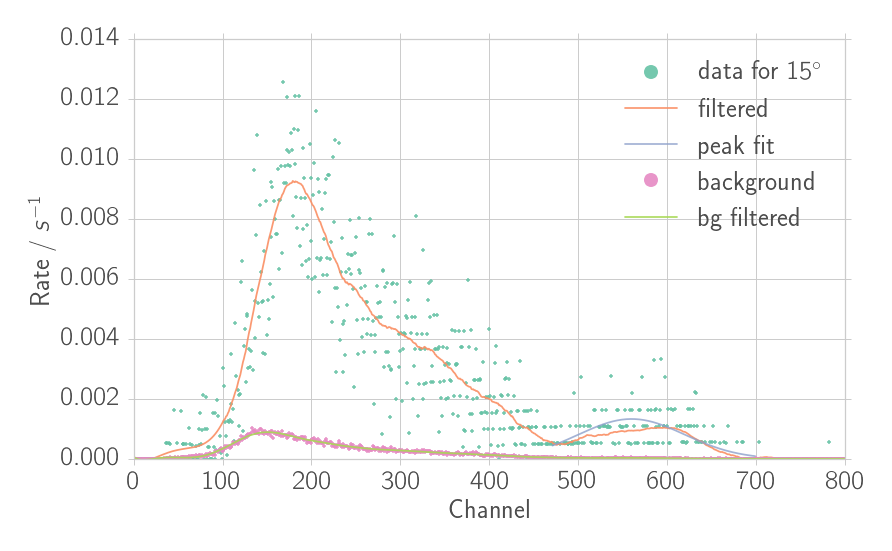 0.014
0.012
0.010
0.008
0.006
0.004
0.002
0.000
Rate / s⁻¹
0 100 200 300 400 500 600 700 800
Channel
data for 15°
filtered
peak fit
background
bg filtered